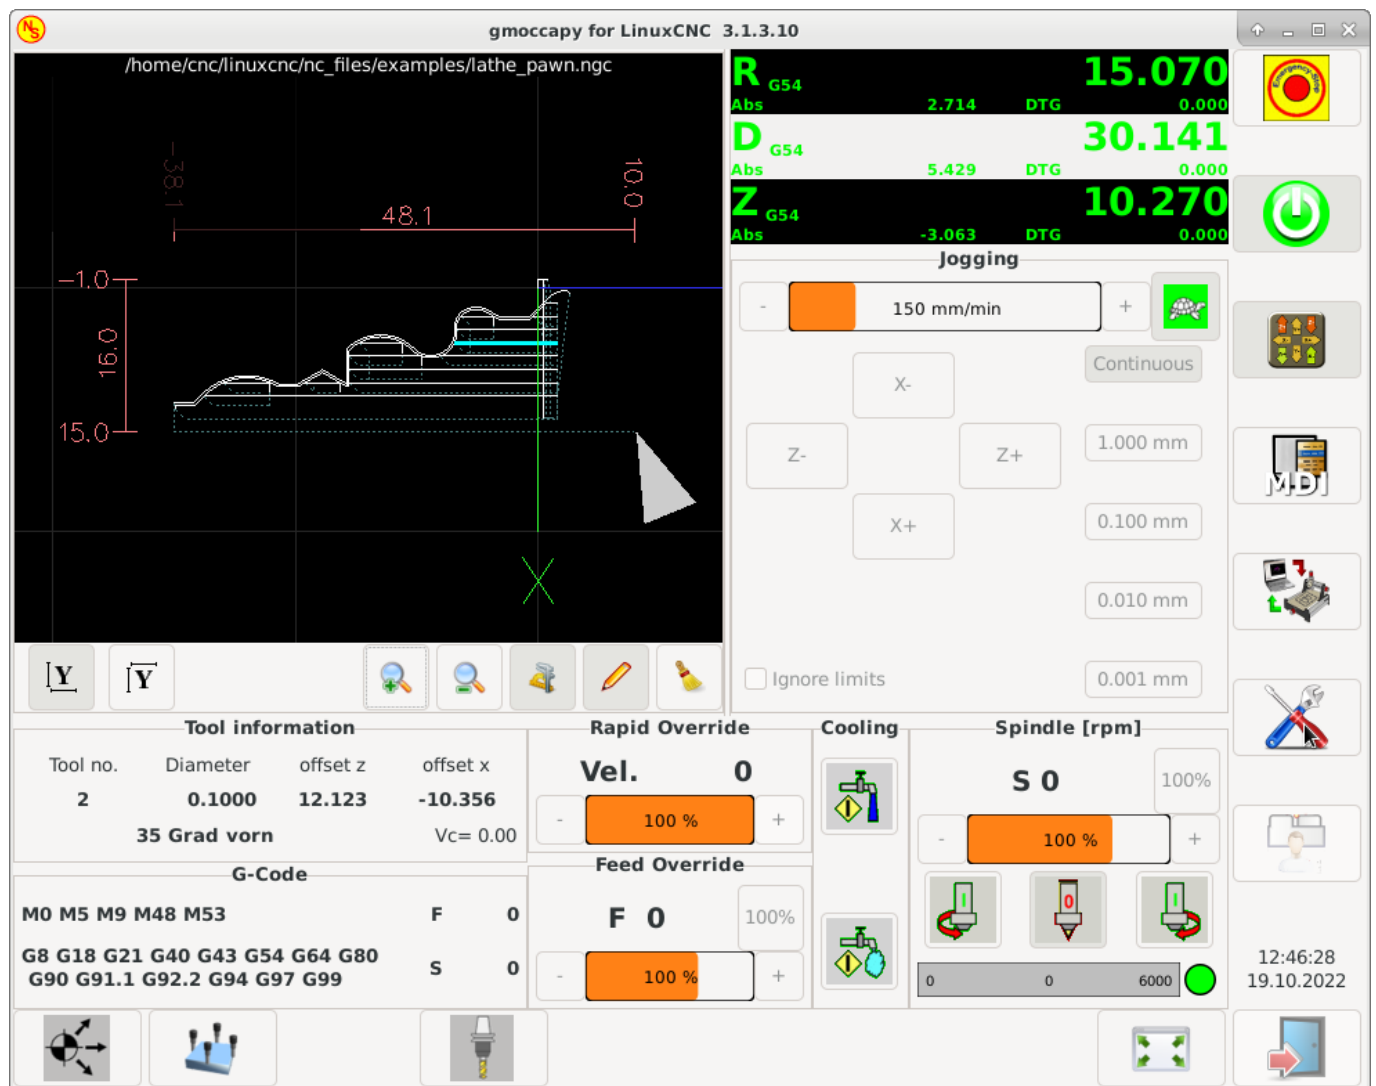 gmoccapy for LinuxCNC 3.1.3.10
/home/cnc/linuxcnc/nc_files/examples/lathe_pawn.ngc
-38.1
10.0
48.1
-1.0
16.0
15.0
X
R G54 15.070
Abs 2.714 DTG 0.000
D G54 30.141
Abs 5.429 DTG 0.000
Z G54 10.270
Abs -3.063 DTG 0.000
Emergency-Stop
Jogging
- 150 mm/min +
Continuous
X-
Z- Z+
X+
1.000 mm
0.100 mm
0.010 mm
0.001 mm
Ignore limits
MDI
Y Y
Tool information
Tool no. Diameter offset z offset x
2 0.1000 12.123 -10.356
35 Grad vorn Vc= 0.00
G-Code
M0 M5 M9 M48 M53 F 0
G8 G18 G21 G40 G43 G54 G64 G80
G90 G91.1 G92.2 G94 G97 G99
S 0
Rapid Override
Vel. 0
- 100 % +
Feed Override
F 0 100%
- 100 % +
Cooling
Spindle [rpm]
S 0 100%
- 100 % +
I 0 I
0 0 6000
12:46:28
19.10.2022